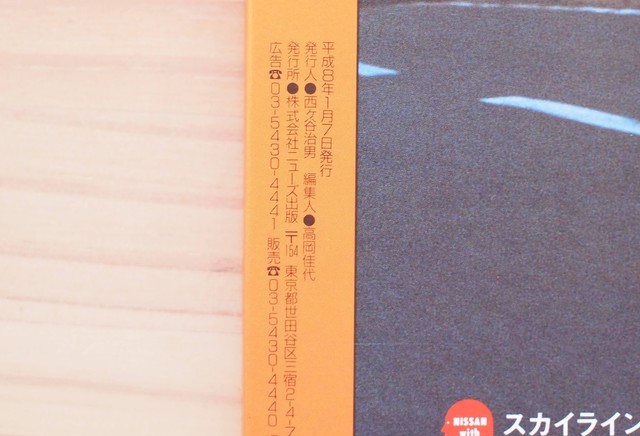 平成8年1月7日発行
発行人●西ケ谷治男 編集人●高岡佳代
発行所●株式会社ニューズ出版 〒154 東京都世田谷区三宿2-4-7
広告☎03-5430-4441 販売☎03-5430-4440
NISSAN
with
スカイライン